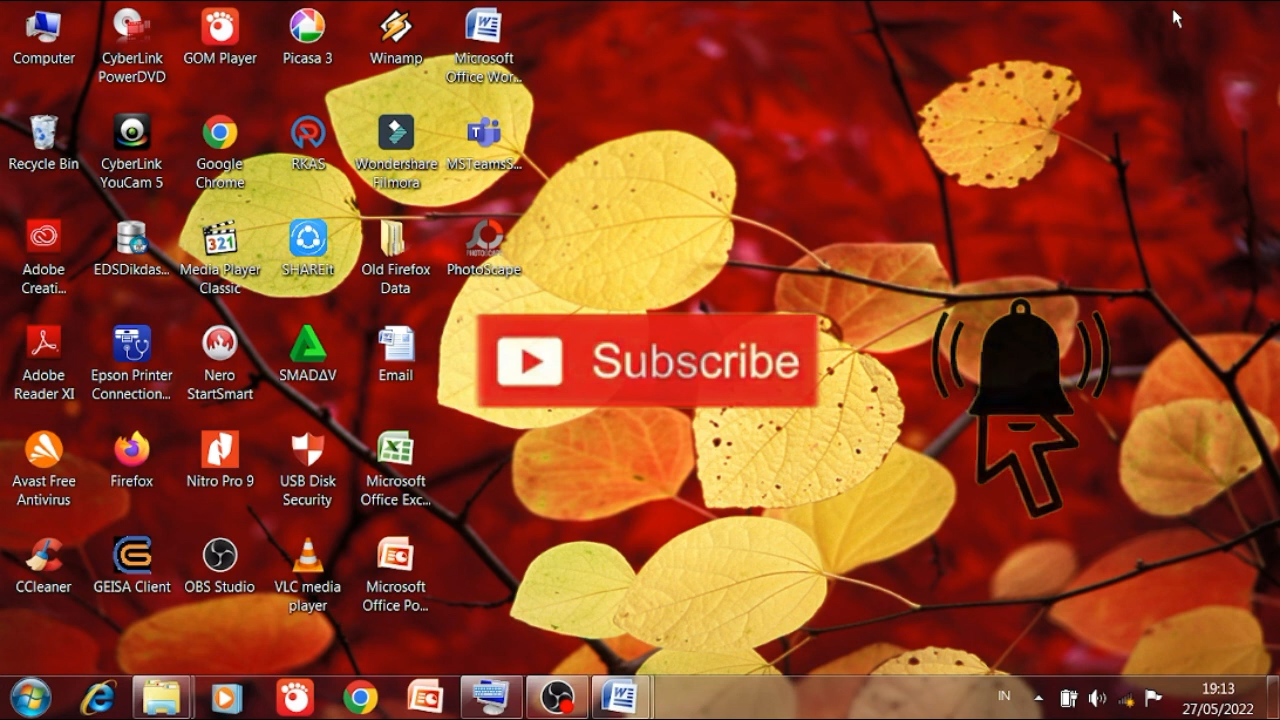 Computer
CyberLink
PowerDVD
GOM Player
Picasa 3
Winamp
Microsoft
Office Wor...
Recycle Bin
CyberLink
YouCam 5
Google
Chrome
RKAS
Wondershare
Filmora
MSTeamsS...
Adobe
Creati...
EDSDikdas...
321
Media Player
Classic
SHAREit
Old Firefox
Data
PHOTOSCAPE
PhotoScape
Subscribe
Adobe
Reader XI
Epson Printer
Connection...
Nero
StartSmart
SMADΔV
Email
Avast Free
Antivirus
Firefox
Nitro Pro 9
USB Disk
Security
Microsoft
Office Exc...
CCleaner
GEISA Client
OBS Studio
VLC media
player
Microsoft
Office Po...
IN
19:13
27/05/2022